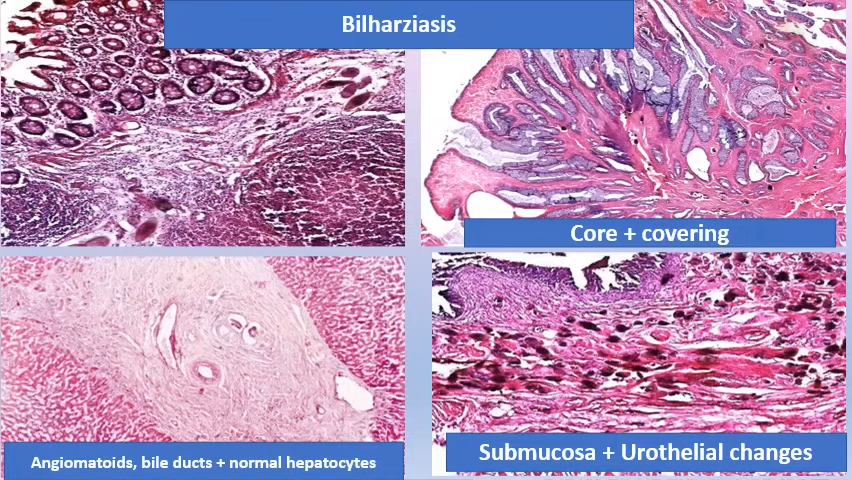 Bilharziasis
Core + covering
Angiomatoids, bile ducts + normal hepatocytes
Submucosa + Urothelial changes